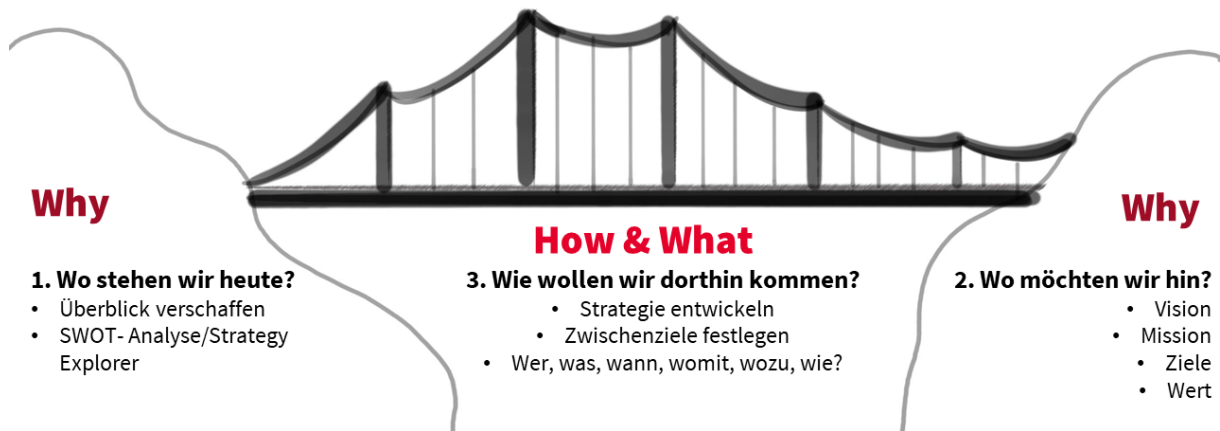 Why
1. Wo stehen wir heute?
• Überblick verschaffen
• SWOT- Analyse/Strategy
Explorer
How & What
3. Wie wollen wir dorthin kommen?
• Strategie entwickeln
• Zwischenziele festlegen
• Wer, was, wann, womit, wozu, wie?
Why
2. Wo möchten wir hin?
• Vision
• Mission
• Ziele
• Wert